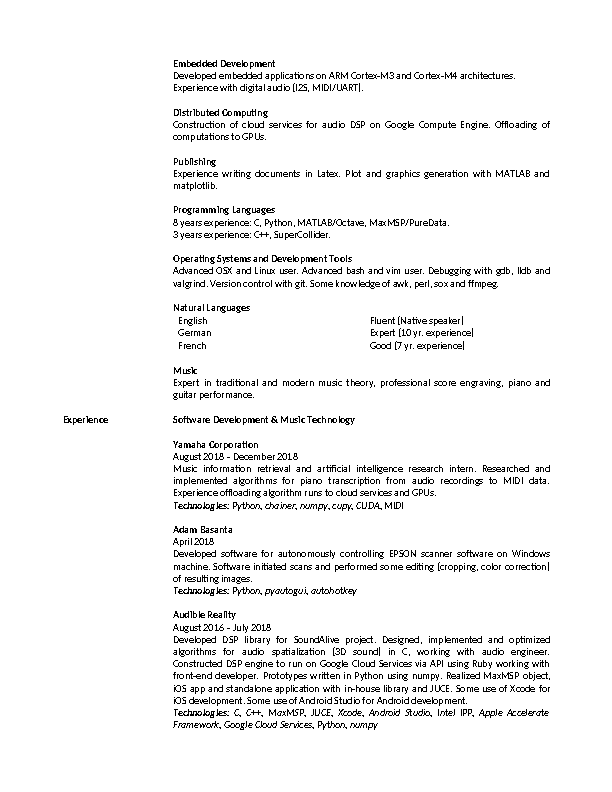 Embedded Development
Developed embedded applications on ARM Cortex-M3 and Cortex-M4 architectures.
Experience with digital audio (I2S, MIDI/UART).
Distributed Computing
Construction of cloud services for audio DSP on Google Compute Engine. Offloading of
computations to GPUs.
Publishing
Experience writing documents in Latex. Plot and graphics generation with MATLAB and
matplotlib.
Programming Languages
8 years experience: C, Python, MATLAB/Octave, MaxMSP/PureData.
3 years experience: C++, SuperCollider.
Operating Systems and Development Tools
Advanced OSX and Linux user. Advanced bash and vim user. Debugging with gdb, lldb and
valgrind. Version control with git. Some knowledge of awk, perl, sox and ffmpeg.
Natural Languages
English Fluent (Native speaker)
German Expert (10 yr. experience)
French Good (7 yr. experience)
Music
Expert in traditional and modern music theory, professional score engraving, piano and
guitar performance.
Experience Software Development & Music Technology
Yamaha Corporation
August 2018 - December 2018
Music information retrieval and artificial intelligence research intern. Researched and
implemented algorithms for piano transcription from audio recordings to MIDI data.
Experience offloading algorithm runs to cloud services and GPUs.
Technologies: Python, chainer, numpy, cupy, CUDA, MIDI
Adam Basanta
April 2018
Developed software for autonomously controlling EPSON scanner software on Windows
machine. Software initiated scans and performed some editing (cropping, color correction)
of resulting images.
Technologies: Python, pyautogui, autohotkey
Audible Reality
August 2016 - July 2018
Developed DSP library for SoundAlive project. Designed, implemented and optimized
algorithms for audio spatialization (3D sound) in C, working with audio engineer.
Constructed DSP engine to run on Google Cloud Services via API using Ruby working with
front-end developer. Prototypes written in Python using numpy. Realized MaxMSP object,
iOS app and standalone application with in-house library and JUCE. Some use of Xcode for
iOS development. Some use of Android Studio for Android development.
Technologies: C, C++, MaxMSP, JUCE, Xcode, Android Studio, Intel IPP, Apple Accelerate
Framework, Google Cloud Services, Python, numpy